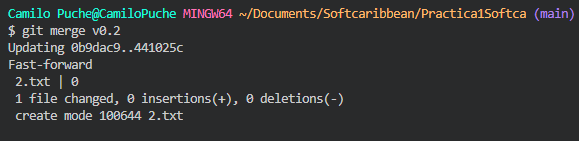 Camilo Puche@CamiloPuche MINGW64 ~/Documents/Softcaribbean/Practica1Softca (main)
$ git merge v0.2
Updating 0b9dac9..441025c
Fast-forward
 2.txt | 0
 1 file changed, 0 insertions(+), 0 deletions(-)
 create mode 100644 2.txt